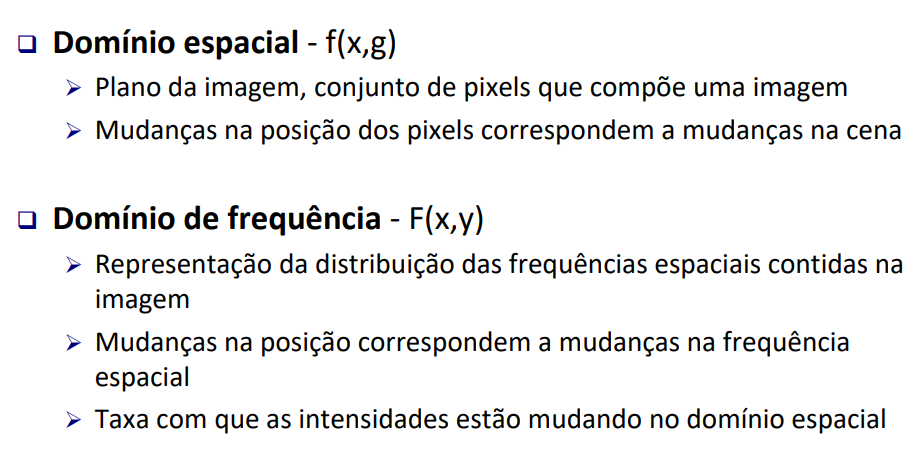 Domínio espacial - f(x,g)
Plano da imagem, conjunto de pixels que compõe uma imagem
Mudanças na posição dos pixels correspondem a mudanças na cena
Domínio de frequência - F(x,y)
Representação da distribuição das frequências espaciais contidas na
imagem
Mudanças na posição correspondem a mudanças na frequência
espacial
Taxa com que as intensidades estão mudando no domínio espacial